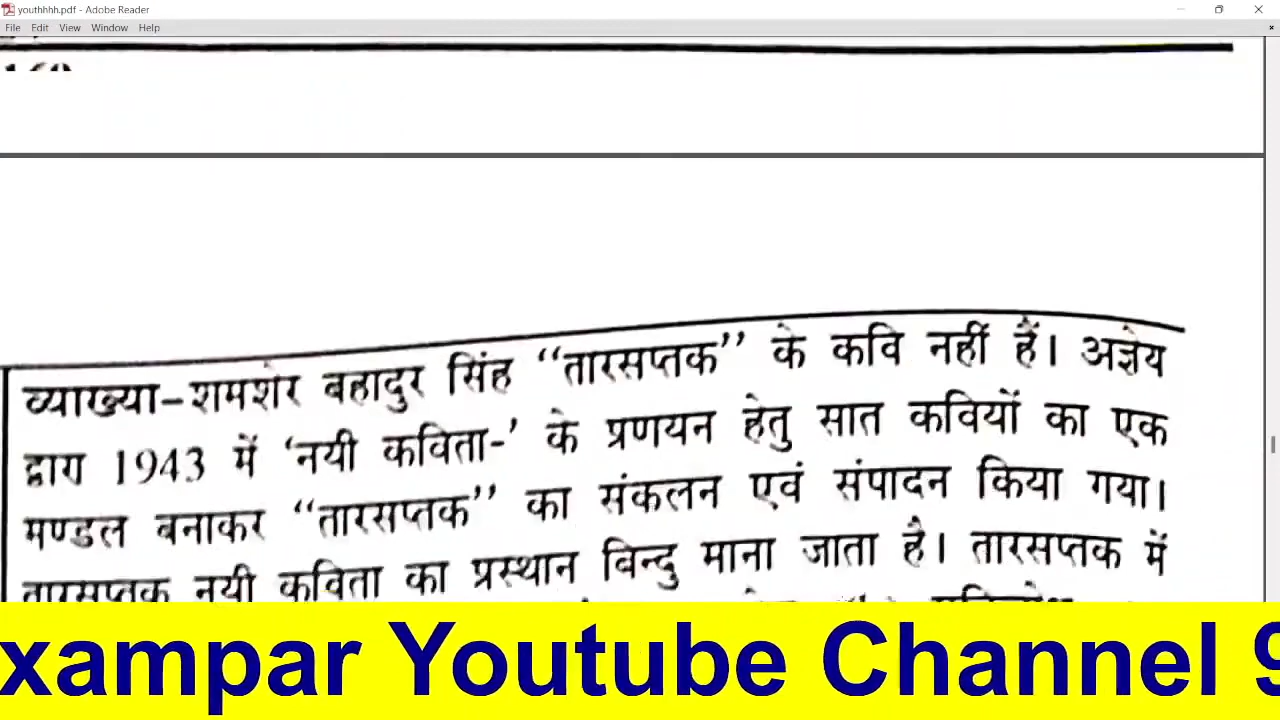 youthhhh.pdf - Adobe Reader
File Edit View Window Help
व्याख्या–शमशेर बहादुर सिंह “तारसप्तक” के कवि नहीं हैं। अज्ञेय
द्वारा 1943 में ‘नयी कविता-’ के प्रणयन हेतु सात कवियों का एक
मण्डल बनाकर “तारसप्तक” का संकलन एवं संपादन किया गया।
तारसप्तक नयी कविता का प्रस्थान विन्दु माना जाता है। तारसप्तक में
xampar Youtube Channel 9